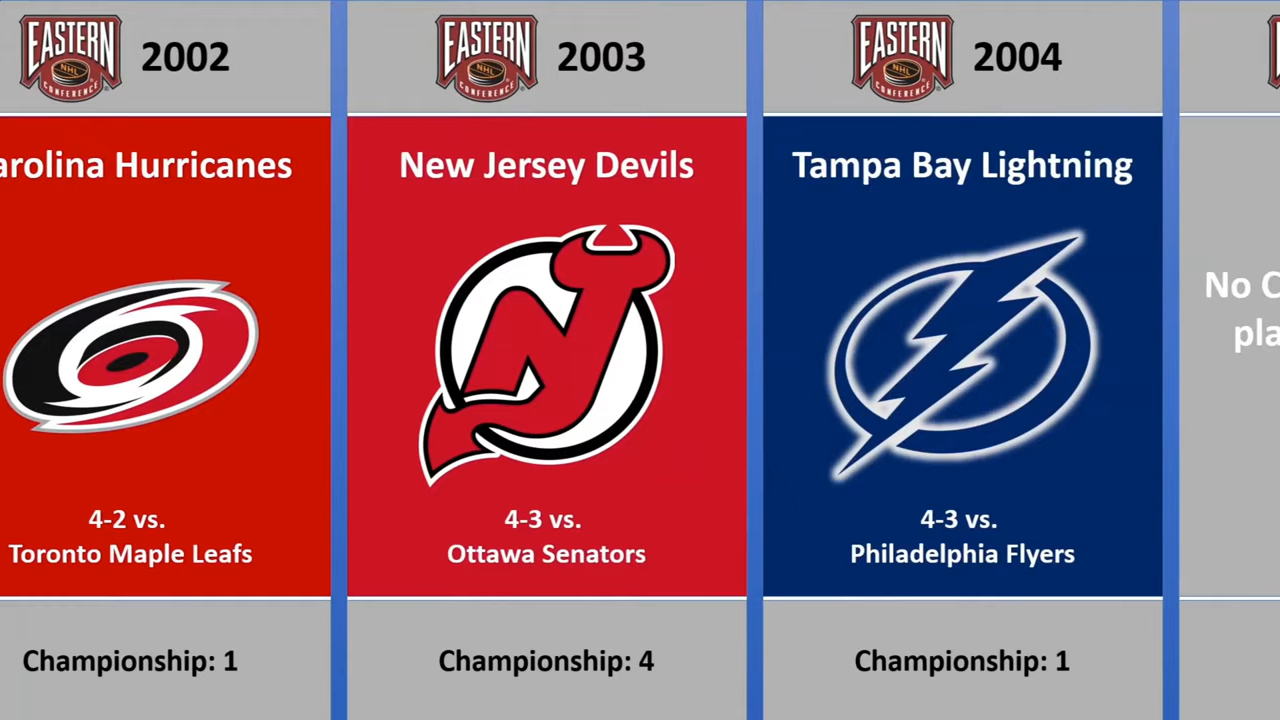 EASTERN
NHL
CONFERENCE
2002
arolina Hurricanes
4-2 vs.
Toronto Maple Leafs
Championship: 1
EASTERN
NHL
CONFERENCE
2003
New Jersey Devils
4-3 vs.
Ottawa Senators
Championship: 4
EASTERN
NHL
CONFERENCE
2004
Tampa Bay Lightning
4-3 vs.
Philadelphia Flyers
Championship: 1
No C
pla